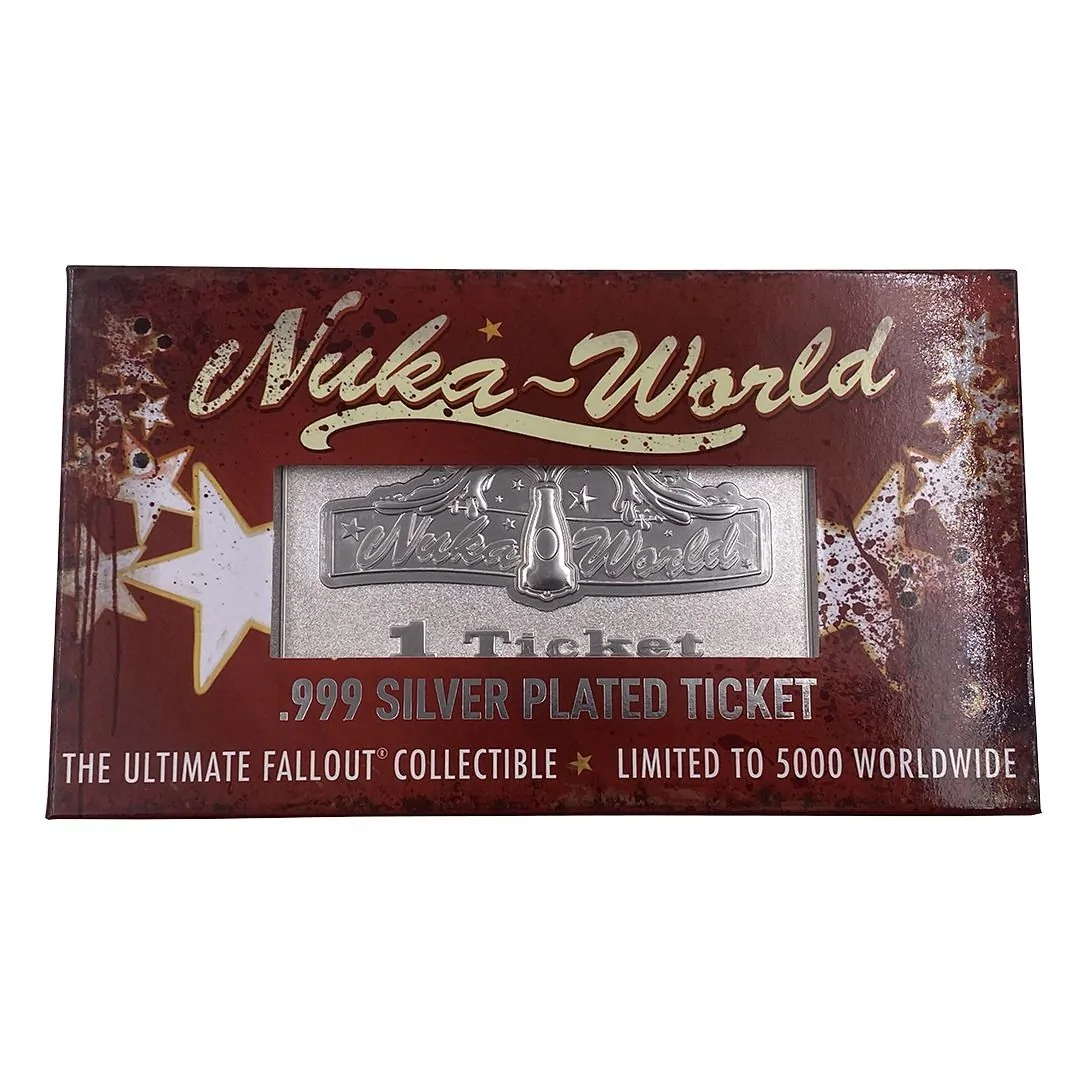 Nuka~World
Nuka World
1 Ticket
.999 SILVER PLATED TICKET
THE ULTIMATE FALLOUT® COLLECTIBLE ★ LIMITED TO 5000 WORLDWIDE